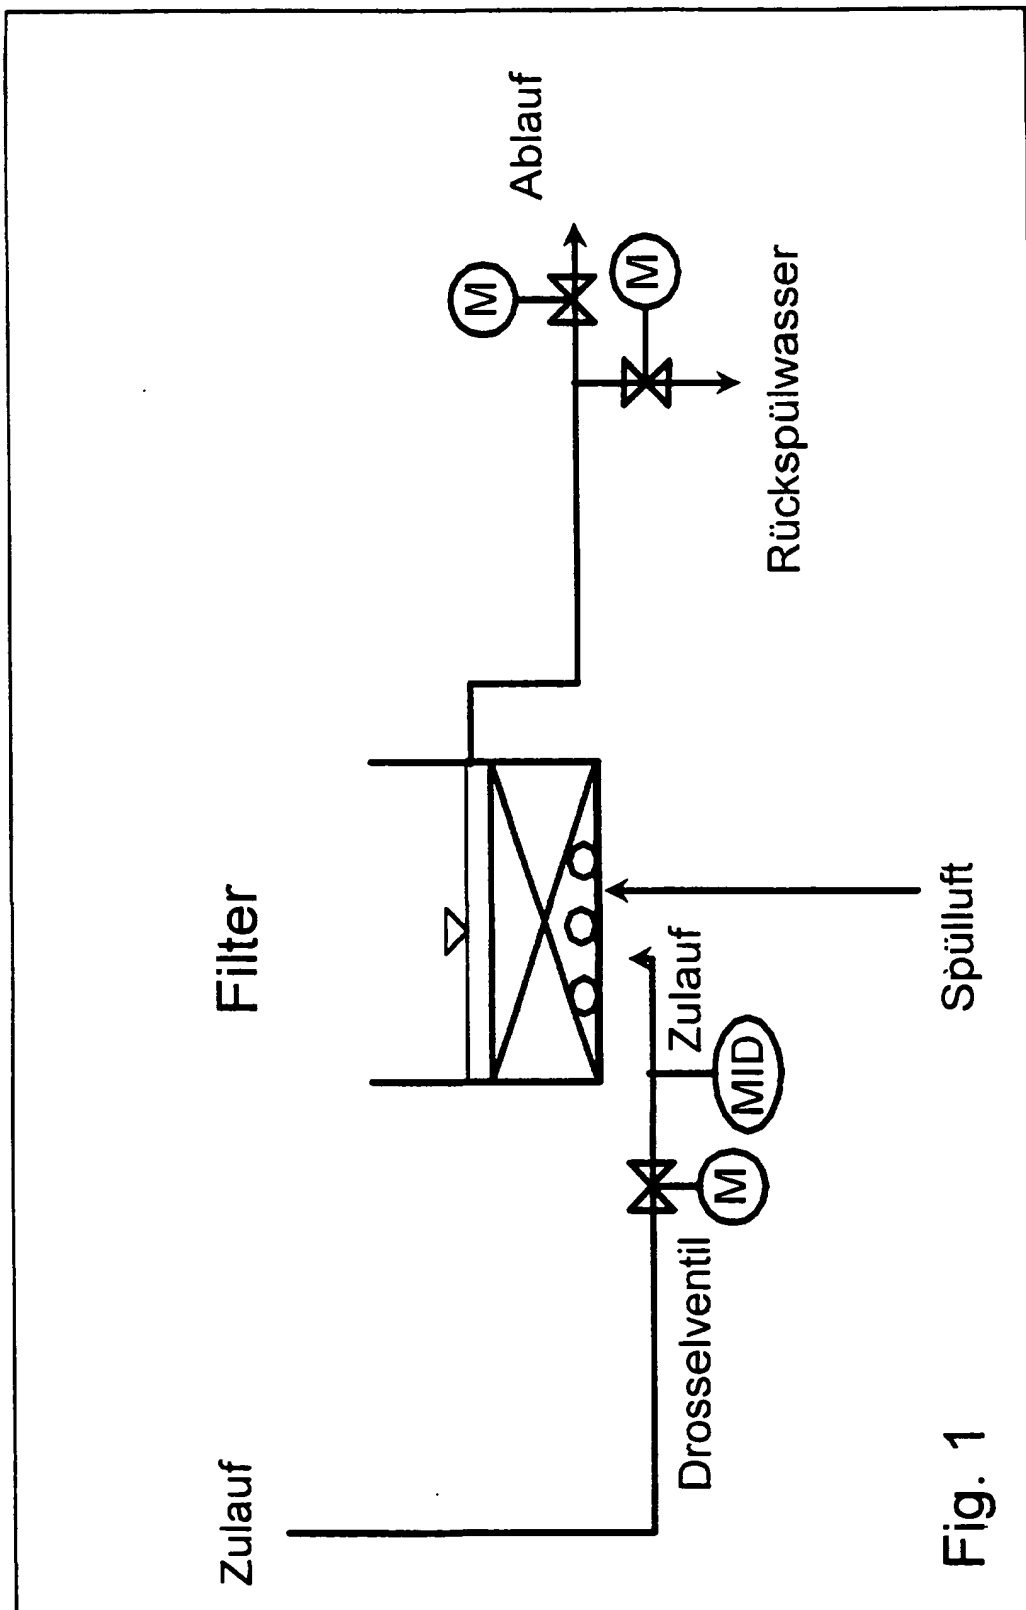 Zulauf
Filter
Ablauf
M
M
Rückspülwasser
Zulauf
MID
M
Drosselventil
Spülluft
Fig. 1